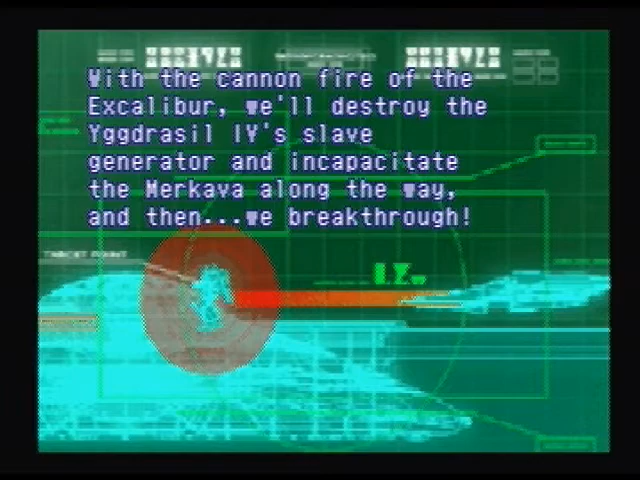 With the cannon fire of the
Excalibur, we'll destroy the
Yggdrasil IV's slave
generator and incapacitate
the Merkava along the way,
and then...we breakthrough!